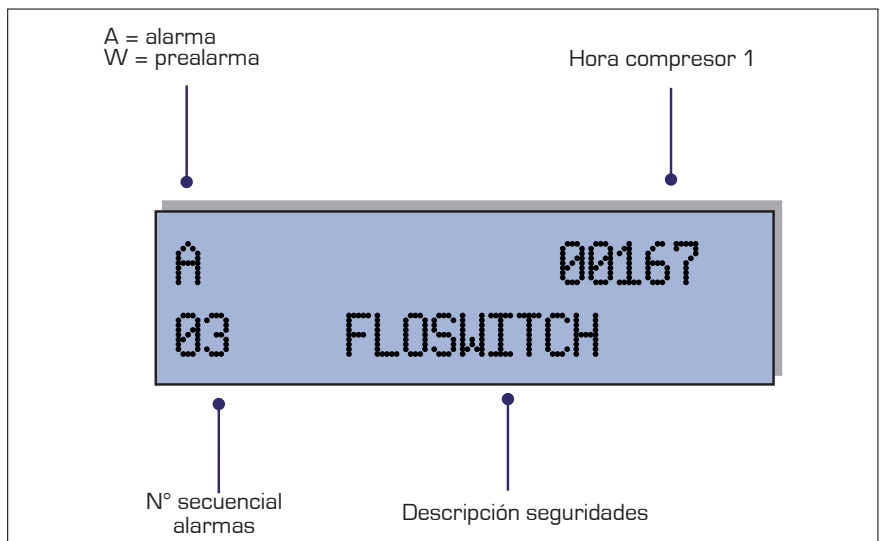 A = alarma
W = prealarma
Hora compresor 1
A 00167
03 FLOSWITCH
N° secuencial
alarmas
Descripción seguridades